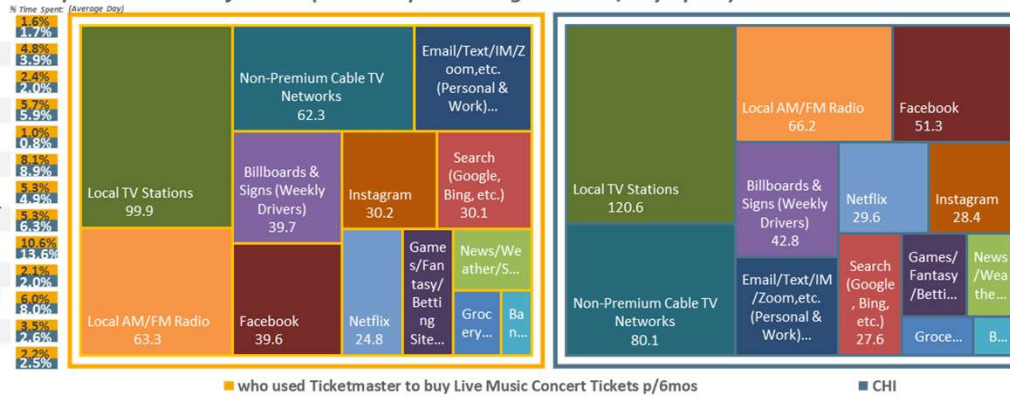 % Time Spent: (Average Day)
1.6%
1.7%
4.8%
3.9%
2.4%
2.0%
5.7%
5.9%
1.0%
0.8%
8.1%
8.9%
5.3%
4.9%
5.3%
6.3%
10.6%
13.6%
2.1%
2.0%
6.0%
8.0%
3.5%
2.6%
2.2%
2.5%
Local TV Stations
99.9
Non-Premium Cable TV
Networks
62.3
Email/Text/IM/Z
oom,etc.
(Personal &
Work)...
Billboards &
Signs (Weekly
Drivers)
39.7
Instagram
30.2
Search
(Google,
Bing, etc.)
30.1
Local AM/FM Radio
63.3
Facebook
39.6
Netflix
24.8
Game
s/Fan
tasy/
Betti
ng
Site...
News/We
ather/S...
Groc
ery...
Ba
n...
Local TV Stations
120.6
Non-Premium Cable TV
Networks
80.1
Local AM/FM Radio
66.2
Facebook
51.3
Billboards &
Signs (Weekly
Drivers)
42.8
Netflix
29.6
Instagram
28.4
Email/Text/IM
/Zoom,etc.
(Personal &
Work)...
Search
(Google
, Bing,
etc.)
27.6
Games/
Fantasy
/Betti...
News
/Wea
the...
Groce...
B...
who used Ticketmaster to buy Live Music Concert Tickets p/6mos
CHI